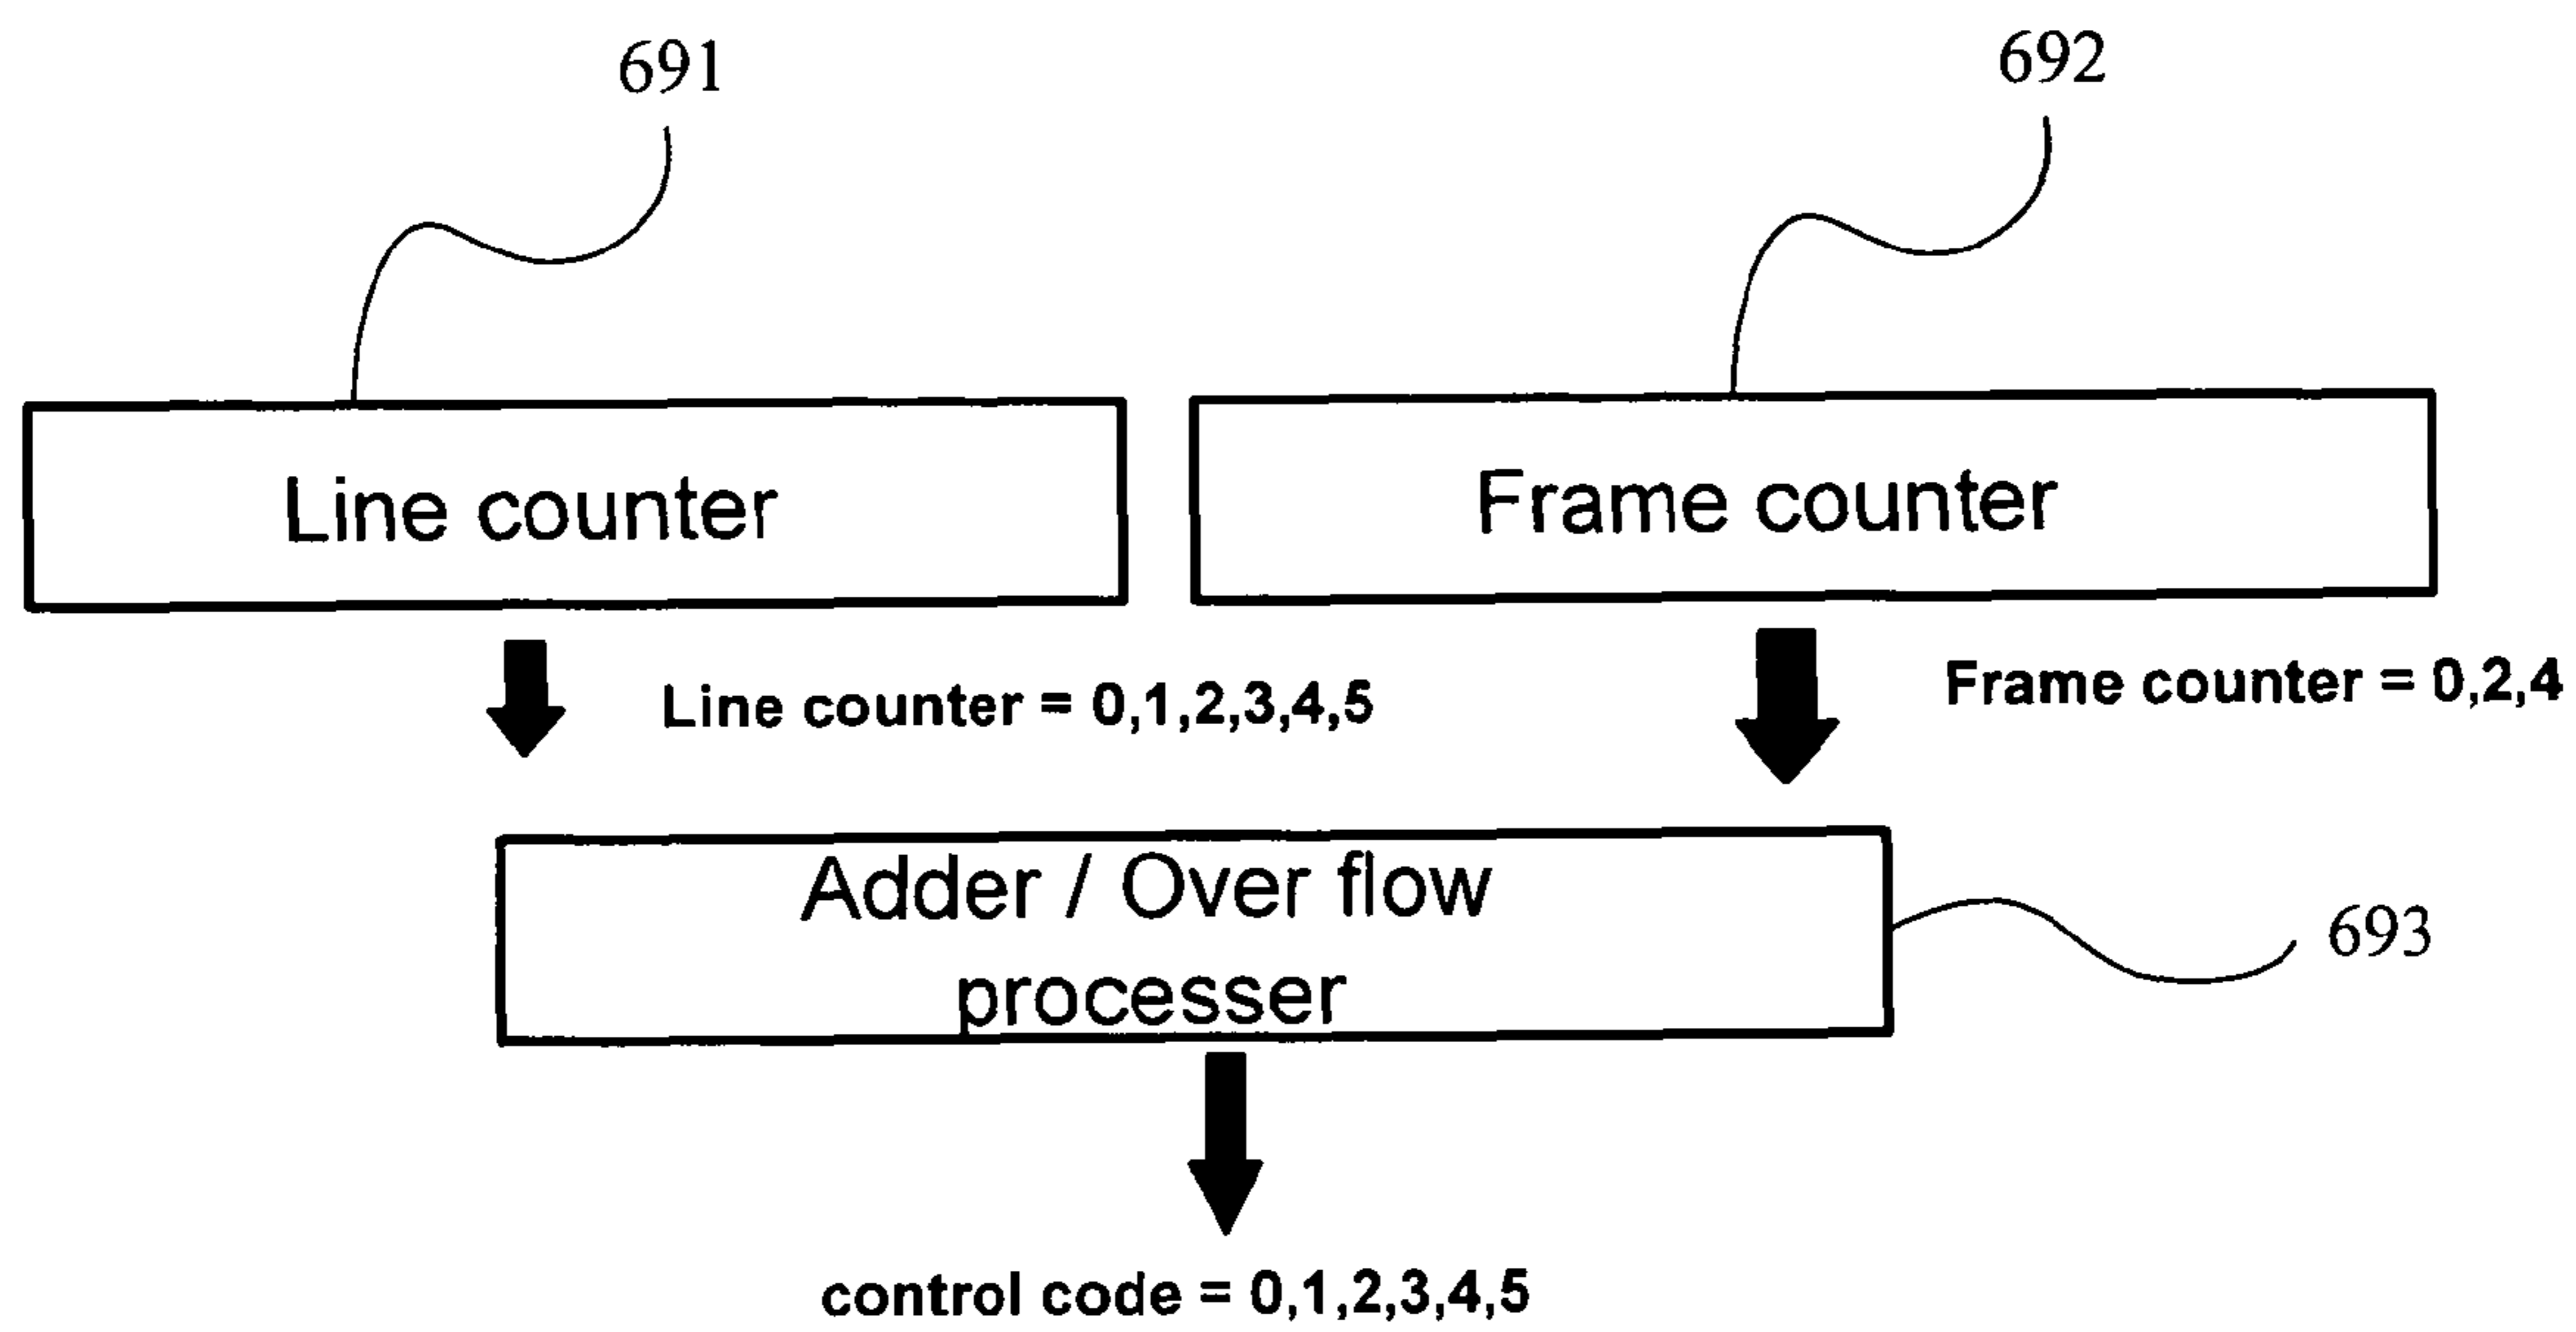 691
692
Line counter
Frame counter
Line counter = 0,1,2,3,4,5
Frame counter = 0,2,4
Adder / Over flow
processer
693
control code = 0,1,2,3,4,5